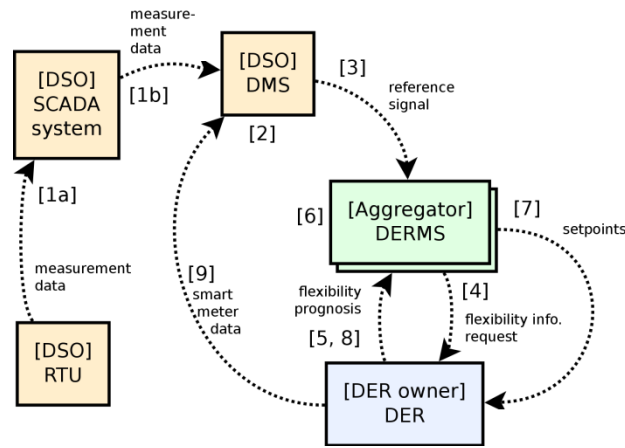 measure-
ment
data
[DSO]
SCADA
system
[1b]
[DSO]
DMS
[3]
reference
signal
[2]
[1a]
[6]
[Aggregator]
DERMS
[7]
setpoints
measurement
data
[9]
smart
meter
data
flexibility
prognosis
[4]
flexibility info.
request
[5, 8]
[DSO]
RTU
[DER owner]
DER